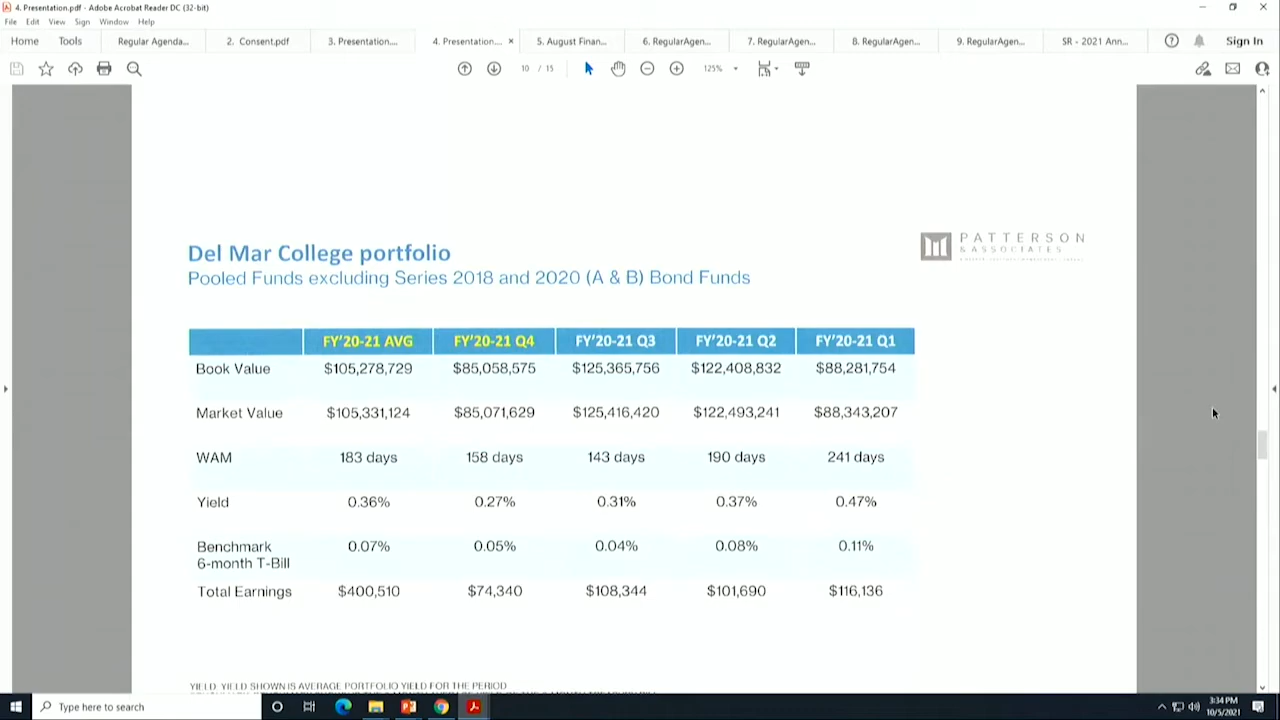 4. Presentation.pdf - Adobe Acrobat Reader DC (32-bit)
File Edit View Sign Window Help
Home Tools Regular Agenda... 2. Consent.pdf 3. Presentation.... 4. Presentation.... × 5. August Finan... 6. RegularAgen... 7. RegularAgen... 8. RegularAgen... 9. RegularAgen... SR - 2021 Ann... Sign In
10 / 15 125%
PATTERSON
& ASSOCIATES
Del Mar College portfolio
Pooled Funds excluding Series 2018 and 2020 (A & B) Bond Funds
FY'20-21 AVG FY'20-21 Q4 FY'20-21 Q3 FY'20-21 Q2 FY'20-21 Q1
Book Value $105,278,729 $85,058,575 $125,365,756 $122,408,832 $88,281,754
Market Value $105,331,124 $85,071,629 $125,416,420 $122,493,241 $88,343,207
WAM 183 days 158 days 143 days 190 days 241 days
Yield 0.36% 0.27% 0.31% 0.37% 0.47%
Benchmark 0.07% 0.05% 0.04% 0.08% 0.11%
6-month T-Bill
Total Earnings $400,510 $74,340 $108,344 $101,690 $116,136
YIELD: YIELD SHOWN IS AVERAGE PORTFOLIO YIELD FOR THE PERIOD
Type here to search
3:34 PM
10/5/2021